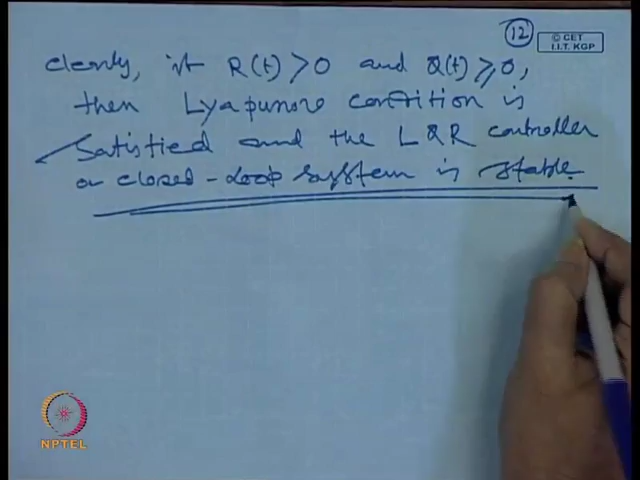 12
© CET
I.I.T. KGP
clearly, if R(t) > 0 and Q(t) ⩾ 0,
then Lyapunovo condition is
satisfied and the LQR controller
or closed-loop system is stable.
NPTEL